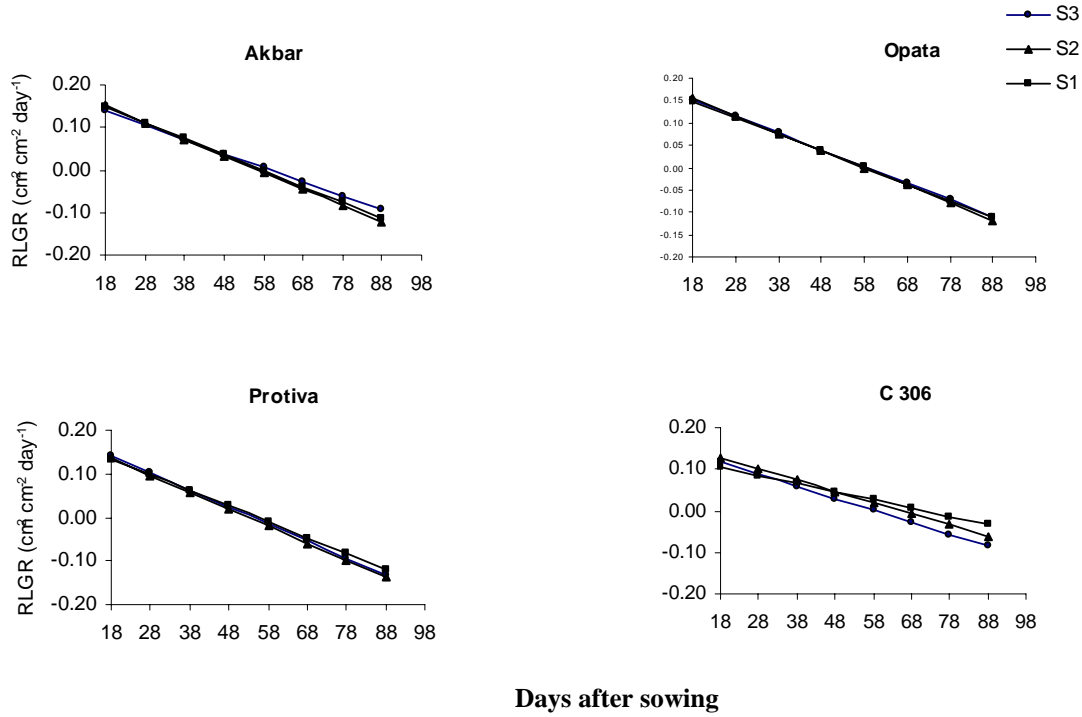 S3
S2
S1
Akbar
RLGR (cm² cm⁻² day⁻¹)
0.20
0.10
0.00
-0.10
-0.20
18 28 38 48 58 68 78 88 98
Opata
0.20
0.15
0.10
0.05
0.00
-0.05
-0.10
-0.15
-0.20
18 28 38 48 58 68 78 88 98
Protiva
RLGR (cm² cm⁻² day⁻¹)
0.20
0.10
0.00
-0.10
-0.20
18 28 38 48 58 68 78 88 98
C 306
0.20
0.10
0.00
-0.10
-0.20
18 28 38 48 58 68 78 88 98
Days after sowing